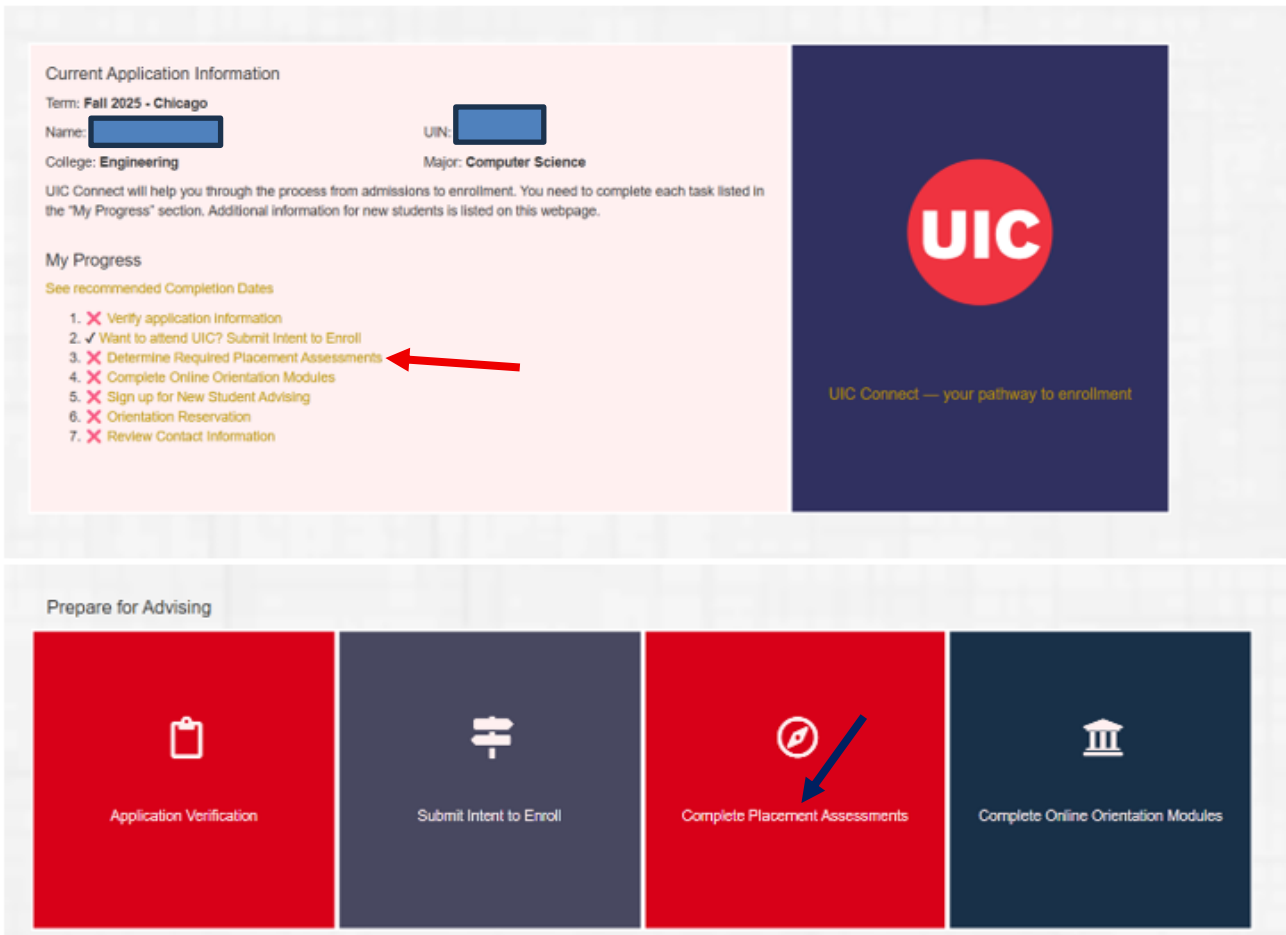 Current Application Information
Term: Fall 2025 - Chicago
Name:
UIN:
College: Engineering
Major: Computer Science
UIC Connect will help you through the process from admissions to enrollment. You need to complete each task listed in
the "My Progress" section. Additional information for new students is listed on this webpage.
My Progress
See recommended Completion Dates
1. ❌ Verify application Information
2. ✓ Want to attend UIC? Submit Intent to Enroll
3. ❌ Determine Required Placement Assessments
4. ❌ Complete Online Orientation Modules
5. ❌ Sign up for New Student Advising
6. ❌ Orientation Reservation
7. ❌ Review Contact Information
UIC
UIC Connect — your pathway to enrollment
Prepare for Advising
Application Verification
Submit Intent to Enroll
Complete Placement Assessments
Complete Online Orientation Modules